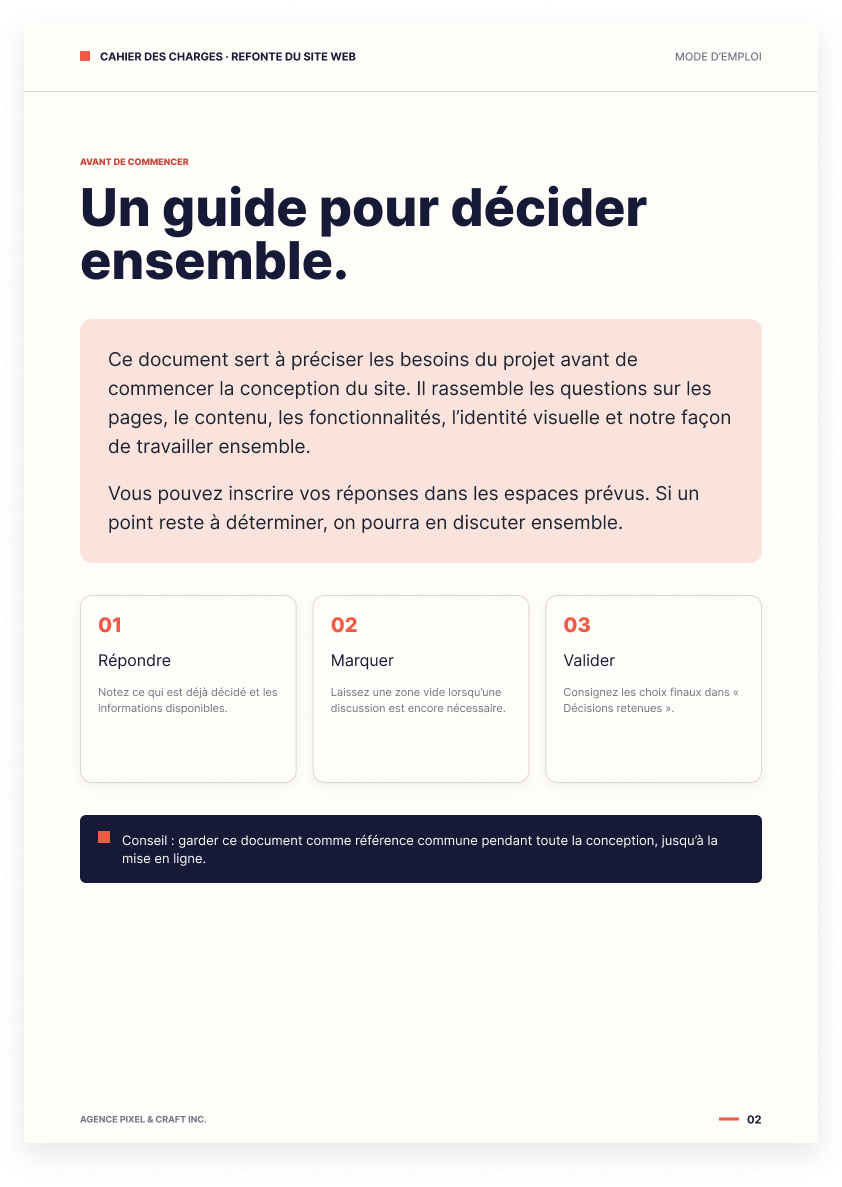 CAHIER DES CHARGES · REFONTE DU SITE WEB
MODE D’EMPLOI
AVANT DE COMMENCER
Un guide pour décider
ensemble.
Ce document sert à préciser les besoins du projet avant de
commencer la conception du site. Il rassemble les questions sur les
pages, le contenu, les fonctionnalités, l’identité visuelle et notre façon
de travailler ensemble.
Vous pouvez inscrire vos réponses dans les espaces prévus. Si un
point reste à déterminer, on pourra en discuter ensemble.
01
Répondre
Notez ce qui est déjà décidé et les
informations disponibles.
02
Marquer
Laissez une zone vide lorsqu’une
discussion est encore nécessaire.
03
Valider
Consignez les choix finaux dans «
Décisions retenues ».
Conseil : garder ce document comme référence commune pendant toute la conception, jusqu’à la
mise en ligne.
AGENCE PIXEL & CRAFT INC.
02